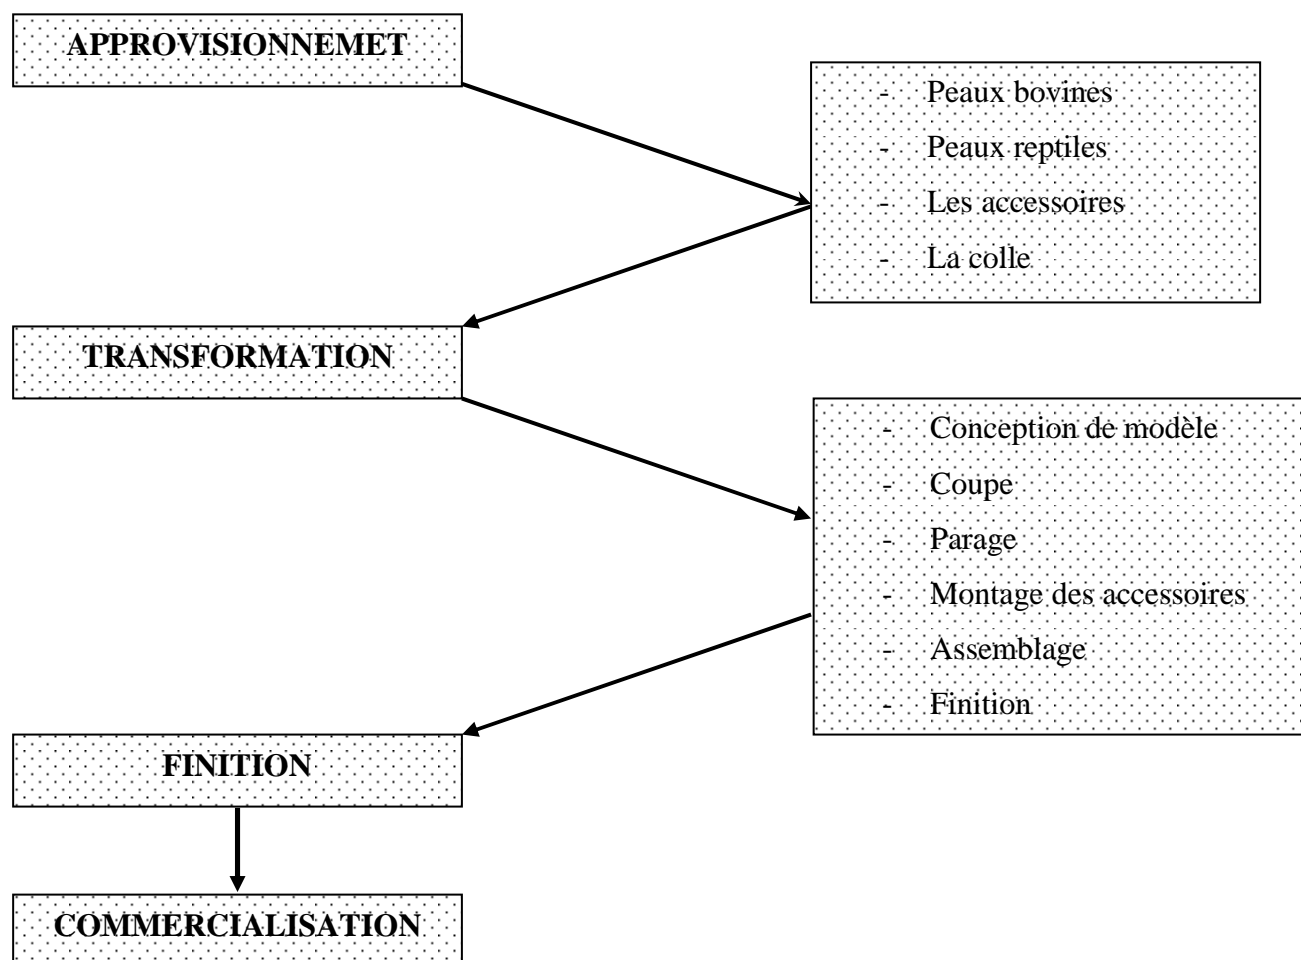 APPROVISIONNEMET
- Peaux bovines
- Peaux reptiles
- Les accessoires
- La colle
TRANSFORMATION
- Conception de modèle
- Coupe
- Parage
- Montage des accessoires
- Assemblage
- Finition
FINITION
COMMERCIALISATION